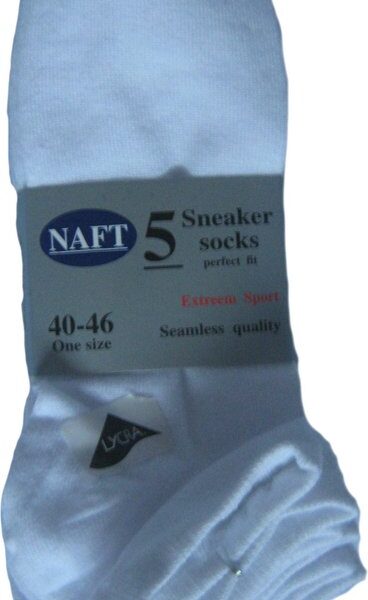 NAFT
5
Sneaker
socks
perfect fit
Extreem Sport
40-46
One size
Seamless quality
LYCRA